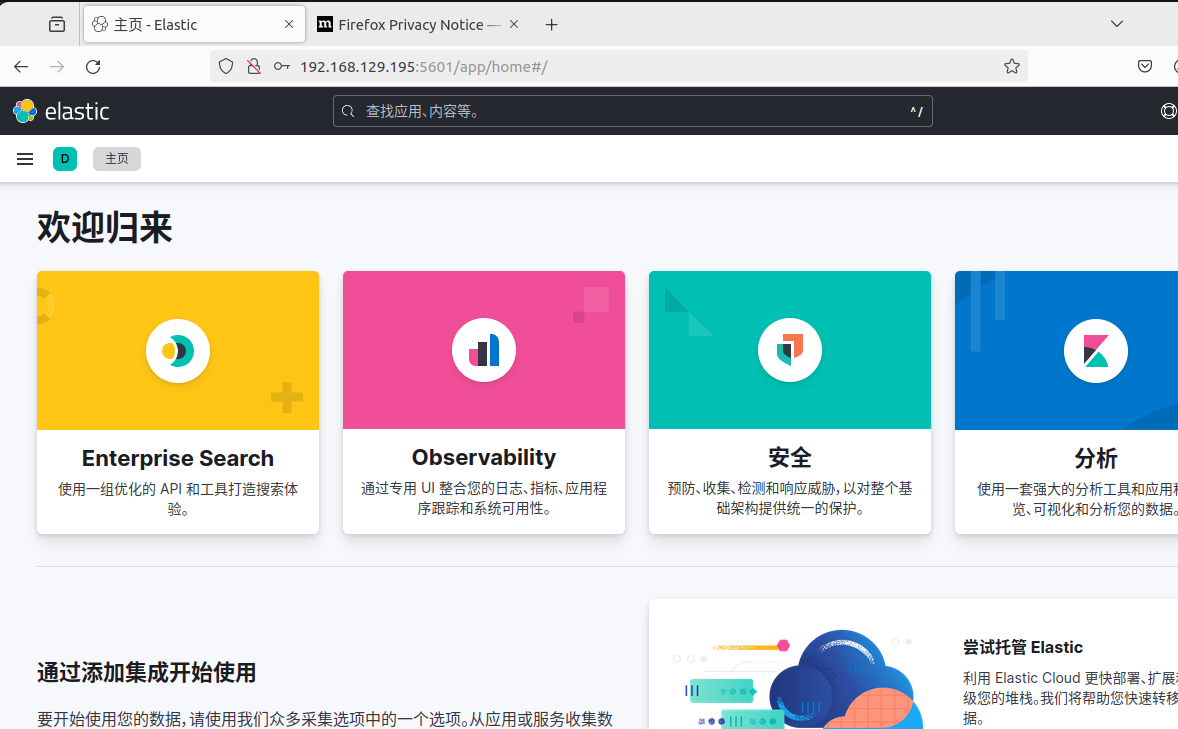 主页 - Elastic
Firefox Privacy Notice —
192.168.129.195:5601/app/home#/
elastic
查找应用、内容等。
^/
D
主页
欢迎归来
Enterprise Search
使用一组优化的 API 和工具打造搜索体
验。
Observability
通过专用 UI 整合您的日志、指标、应用程
序跟踪和系统可用性。
安全
预防、收集、检测和响应威胁，以对整个基
础架构提供统一的保护。
分析
使用一套强大的分析工具和应用
览、可视化和分析您的数据。
通过添加集成开始使用
要开始使用您的数据，请使用我们众多采集选项中的一个选项。从应用或服务收集数
尝试托管 Elastic
利用 Elastic Cloud 更快部署、扩展
级您的堆栈。我们将帮助您快速转移
据。